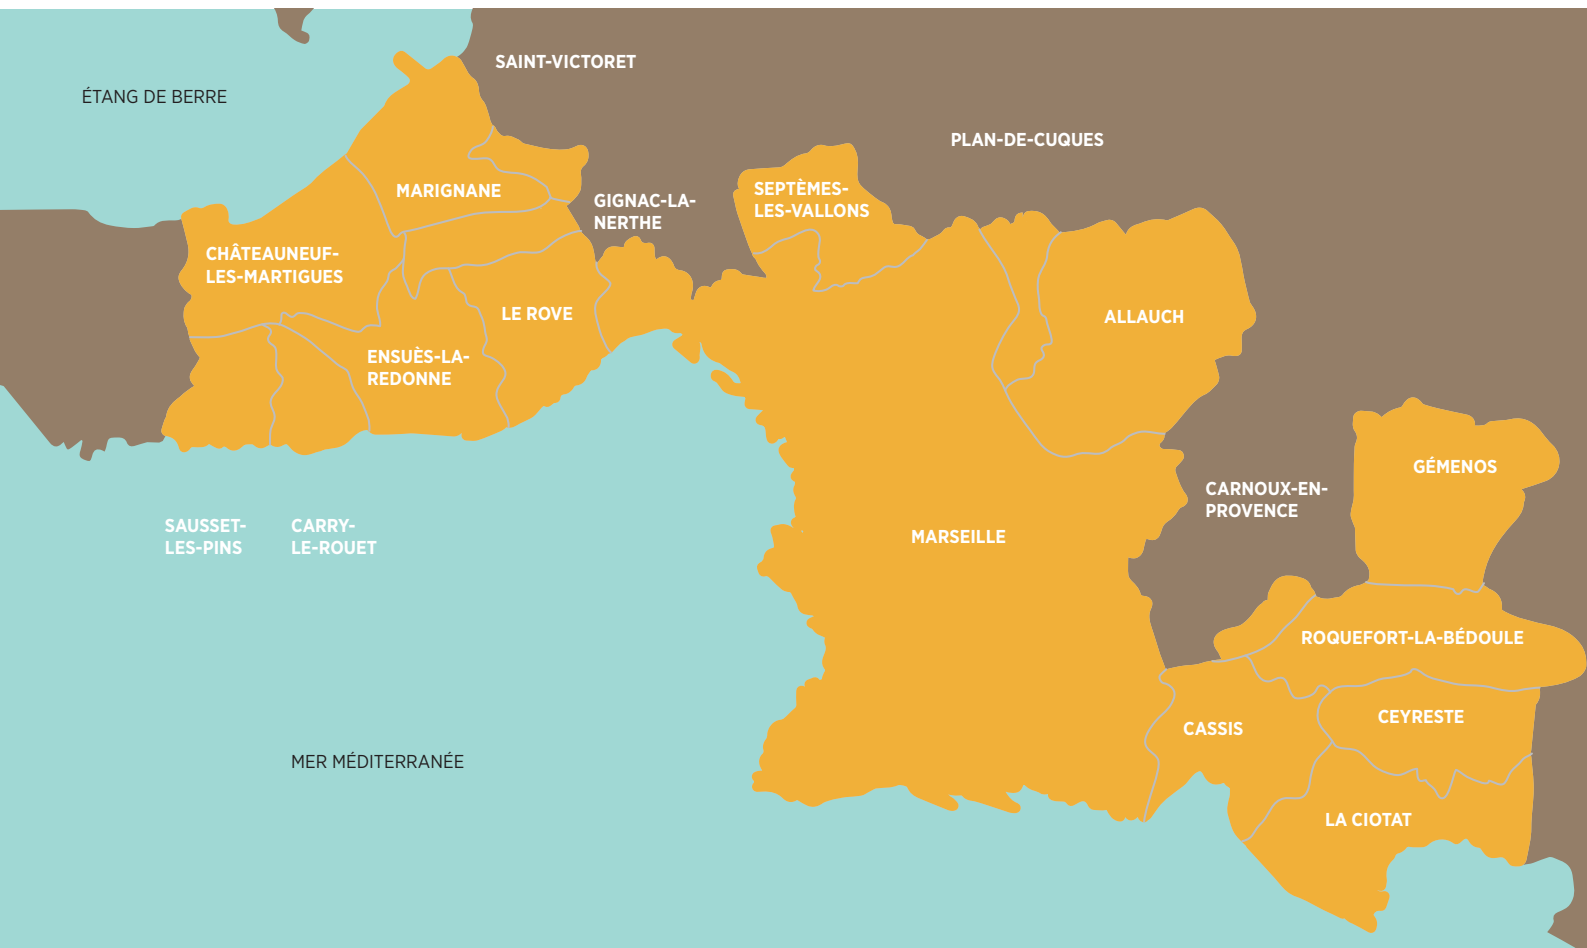 SAINT-VICTORET
ÉTANG DE BERRE
PLAN-DE-CUQUES
MARIGNANE
SEPTÈMES-
LES-VALLONS
GIGNAC-LA-
NERTHE
CHÂTEAUNEUF-
LES-MARTIGUES
LE ROVE
ALLAUCH
ENSUÈS-LA-
REDONNE
GÉMENOS
CARNOUX-EN-
PROVENCE
SAUSSET-
LES-PINS
CARRY-
LE-ROUET
MARSEILLE
ROQUEFORT-LA-BÉDOULE
CEYRESTE
CASSIS
MER MÉDITERRANÉE
LA CIOTAT